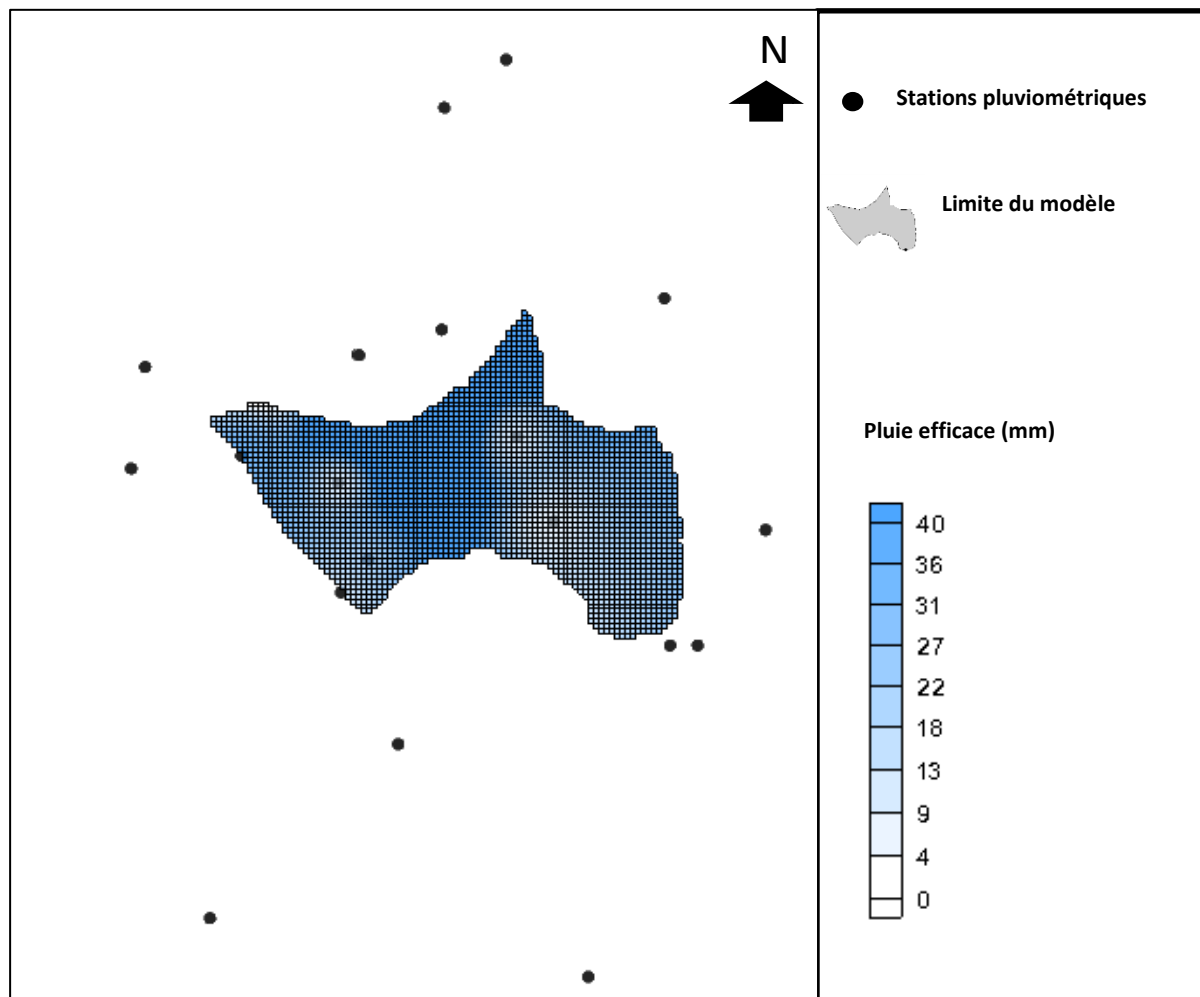 N
Stations pluviométriques
Limite du modèle
Pluie efficace (mm)
40
36
31
27
22
18
13
9
4
0